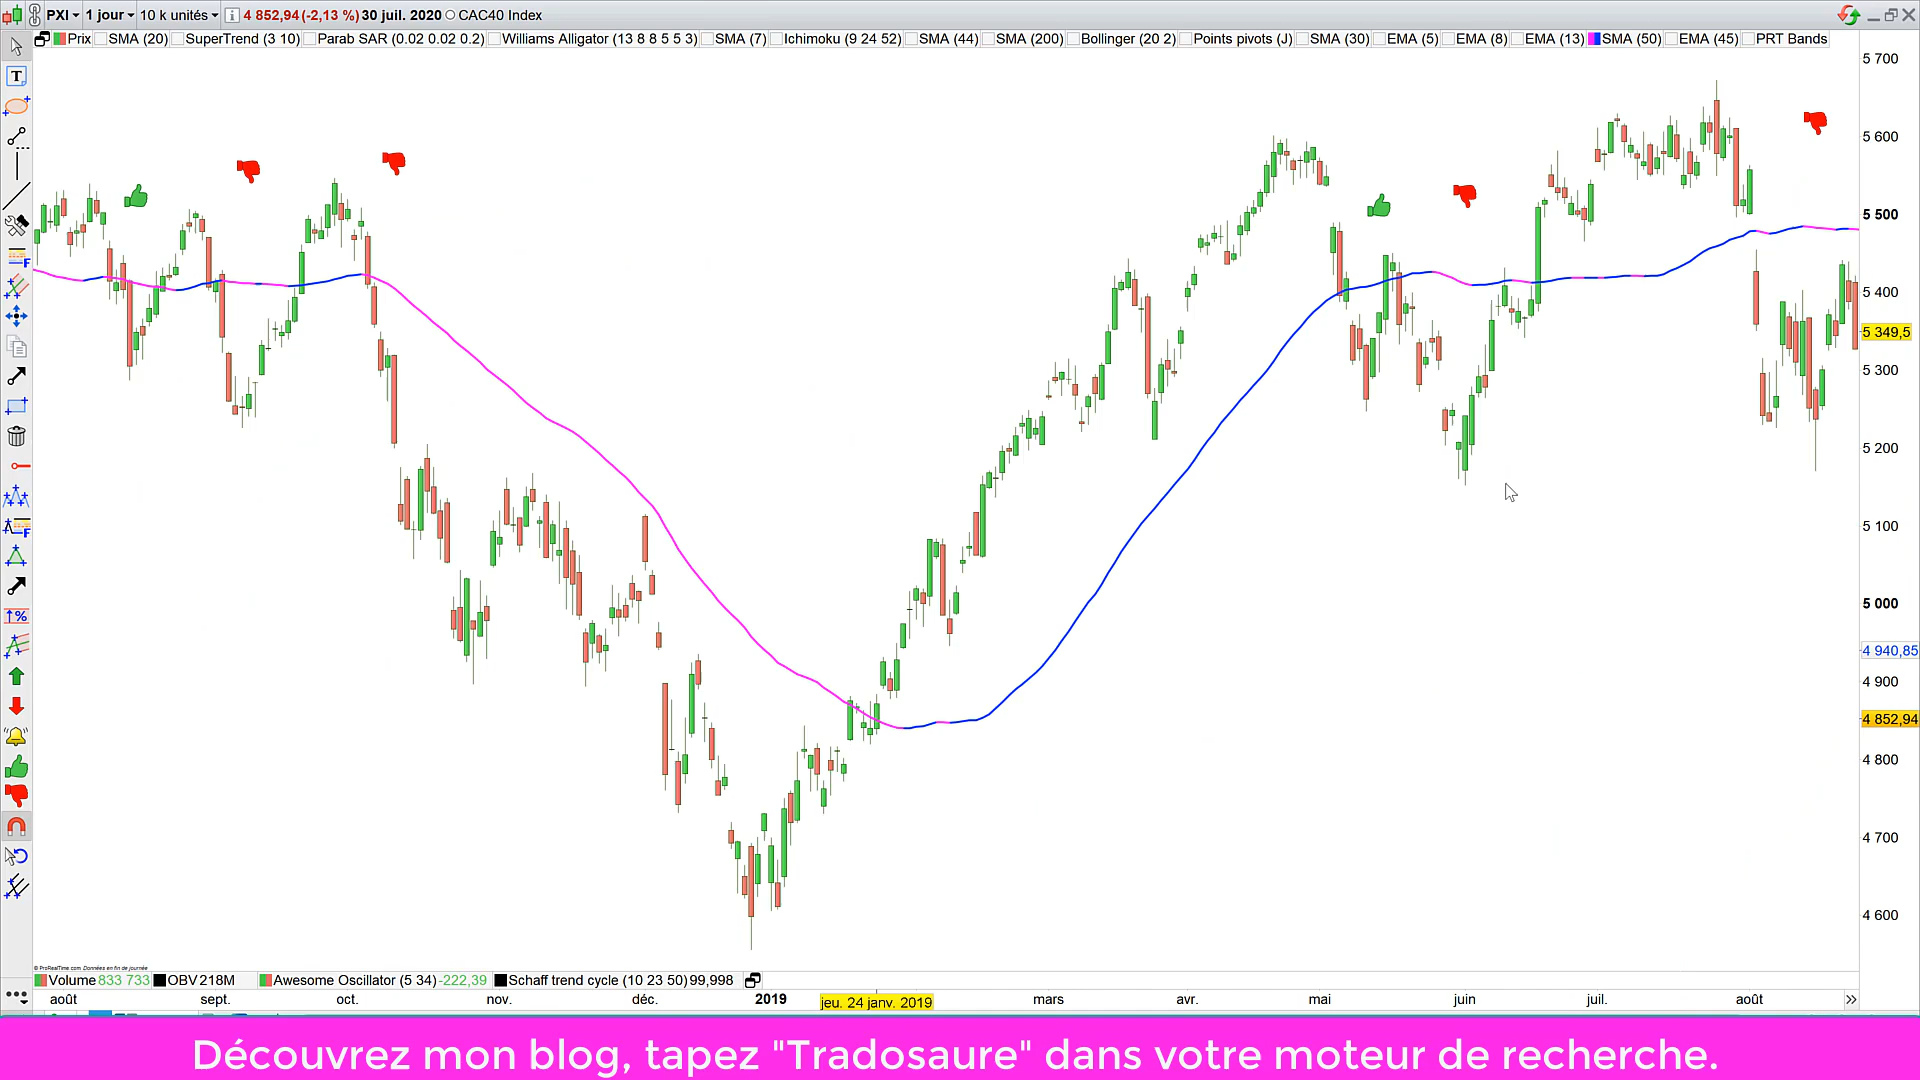 PXI 1 jour 10 k unités i 4 852,94 (-2,13 %) 30 juil. 2020 CAC40 Index
Prix SMA (20) SuperTrend (3 10) Parab SAR (0.02 0.02 0.2) Williams Alligator (13 8 8 5 5 3) SMA (7) Ichimoku (9 24 52) SMA (44) SMA (200) Bollinger (20 2) Points pivots (J) SMA (30) EMA (5) EMA (8) EMA (13) SMA (50) EMA (45) PRT Bands
5 700
5 600
5 500
5 400
5 349,5
5 300
5 200
5 100
5 000
4 940,85
4 900
4 852,94
4 800
4 700
4 600
T
F
F
%
© ProRealTime.com Données en fin de journée
Volume 833 733 OBV 218M Awesome Oscillator (5 34) -222,39 Schaff trend cycle (10 23 50) 99,998
août sept. oct. nov. déc. 2019 jeu. 24 janv. 2019 mars avr. mai juin juil. août
Découvrez mon blog, tapez "Tradosaure" dans votre moteur de recherche.